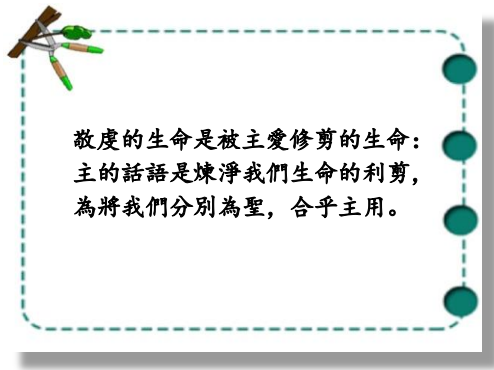 敬虔的生命是被主愛修剪的生命：
主的話語是煉淨我們生命的利剪，
為將我們分別為聖，合乎主用。